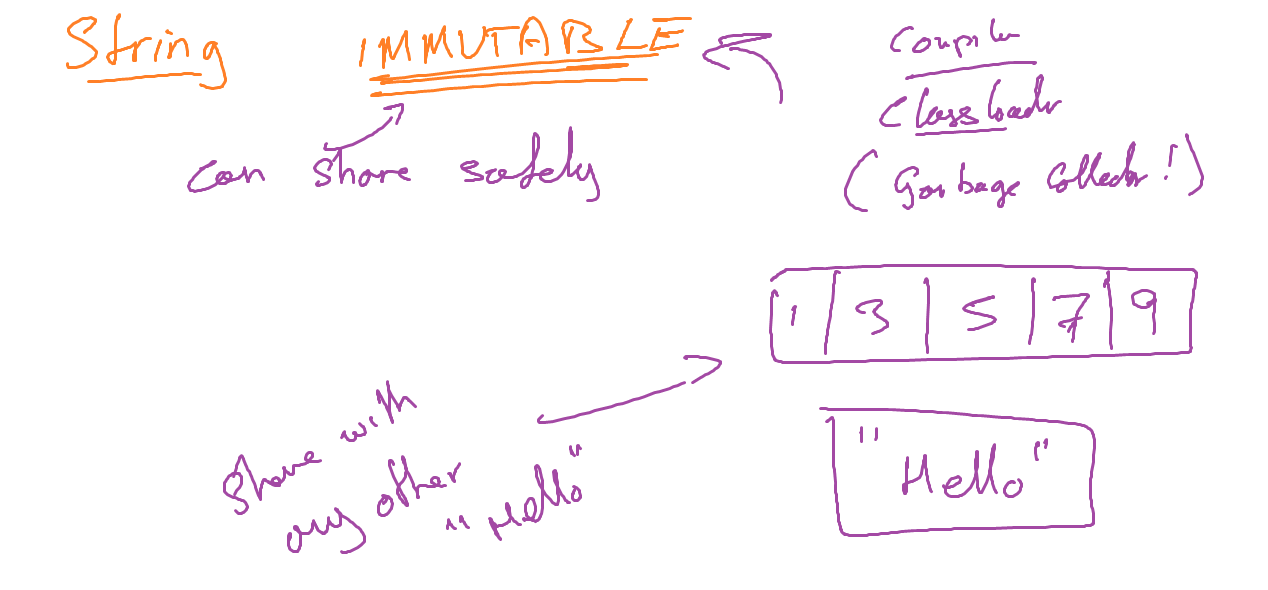 String IMMUTABLE
Compiler
Classloader
can share safely
(Garbage Collector!)
1 3 5 7 9
Share with
any other
"Hello"
"Hello"